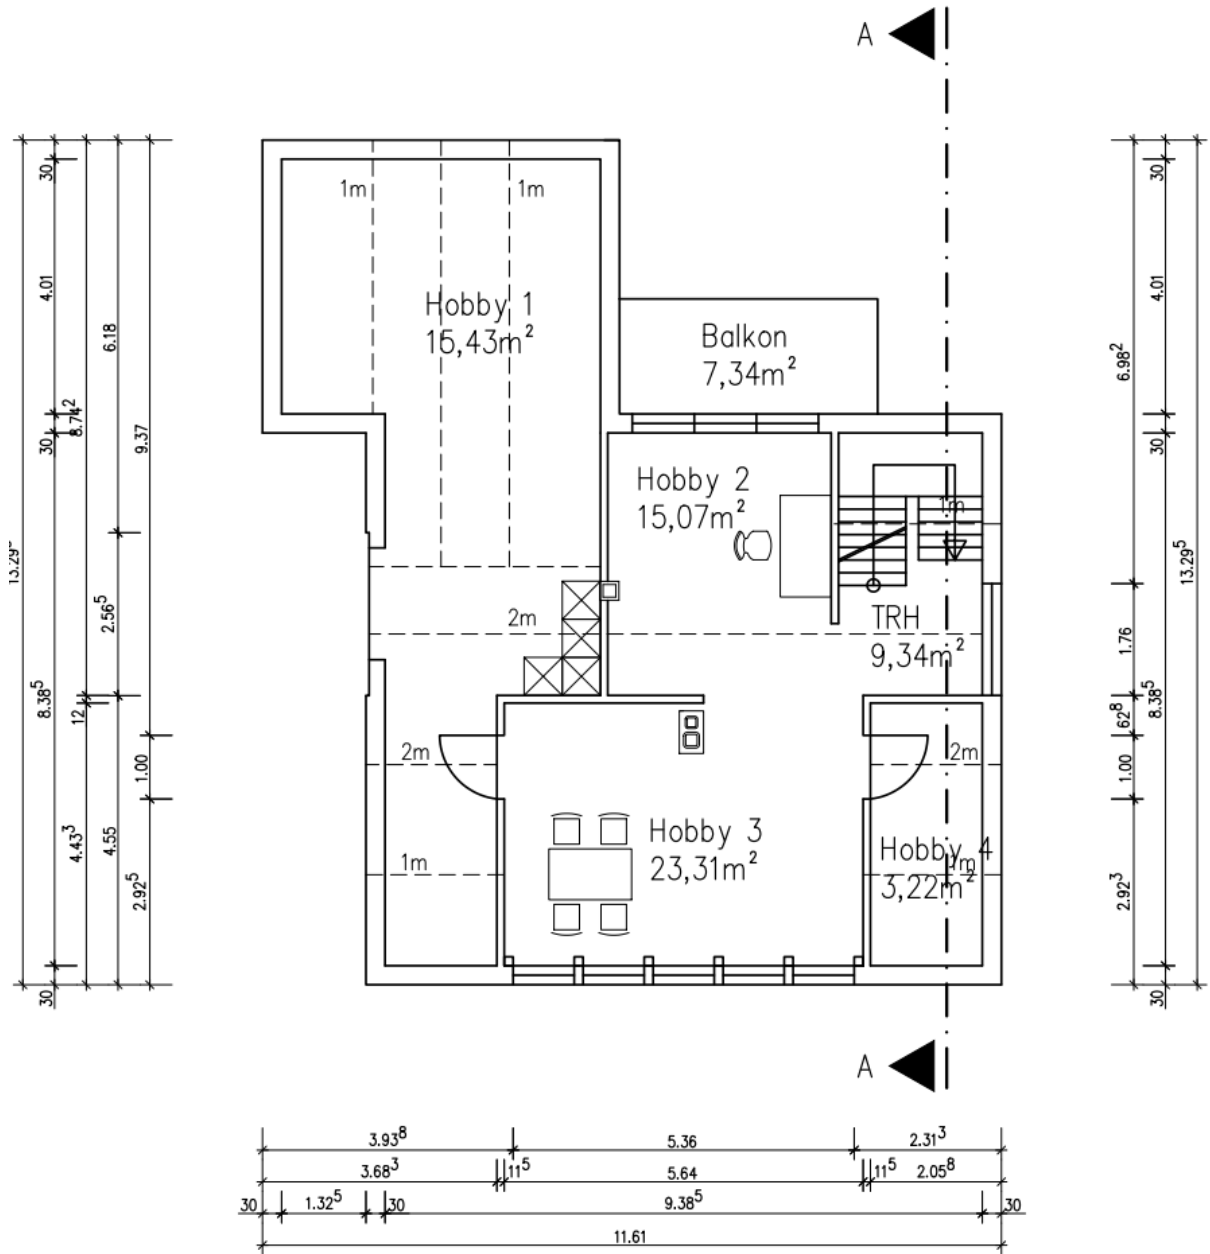 A
30
4.01
30
8.38⁵
30
13.29⁵
8.74²
12
4.43³
6.18
2.56⁵
4.55
9.37
1.00
2.92⁵
1m
1m
Hobby 1
15,43m²
Balkon
7,34m²
Hobby 2
15,07m²
1m
TRH
9,34m²
2m
2m
2m
1m
Hobby 3
23,31m²
Hobby 4
3,22m²
1m
6.98²
1.76
62⁸
1.00
2.92³
30
4.01
30
8.38⁵
30
13.29⁵
A
3.93⁸
5.36
2.31³
3.68³
11⁵
5.64
11⁵
2.05⁸
30
1.32⁵
30
9.38⁵
30
11.61